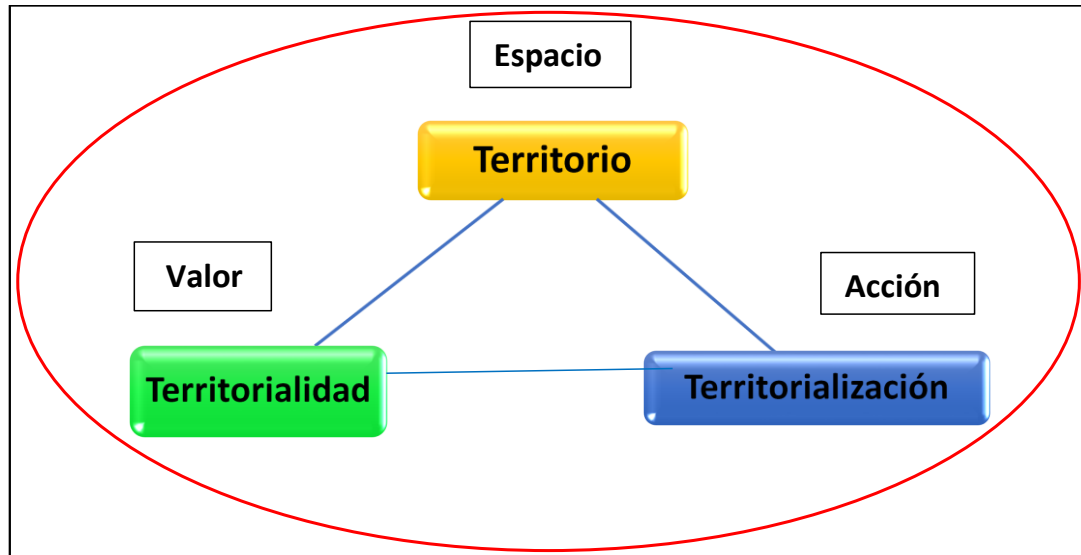 Espacio
Territorio
Valor
Acción
Territorialidad
Territorialización